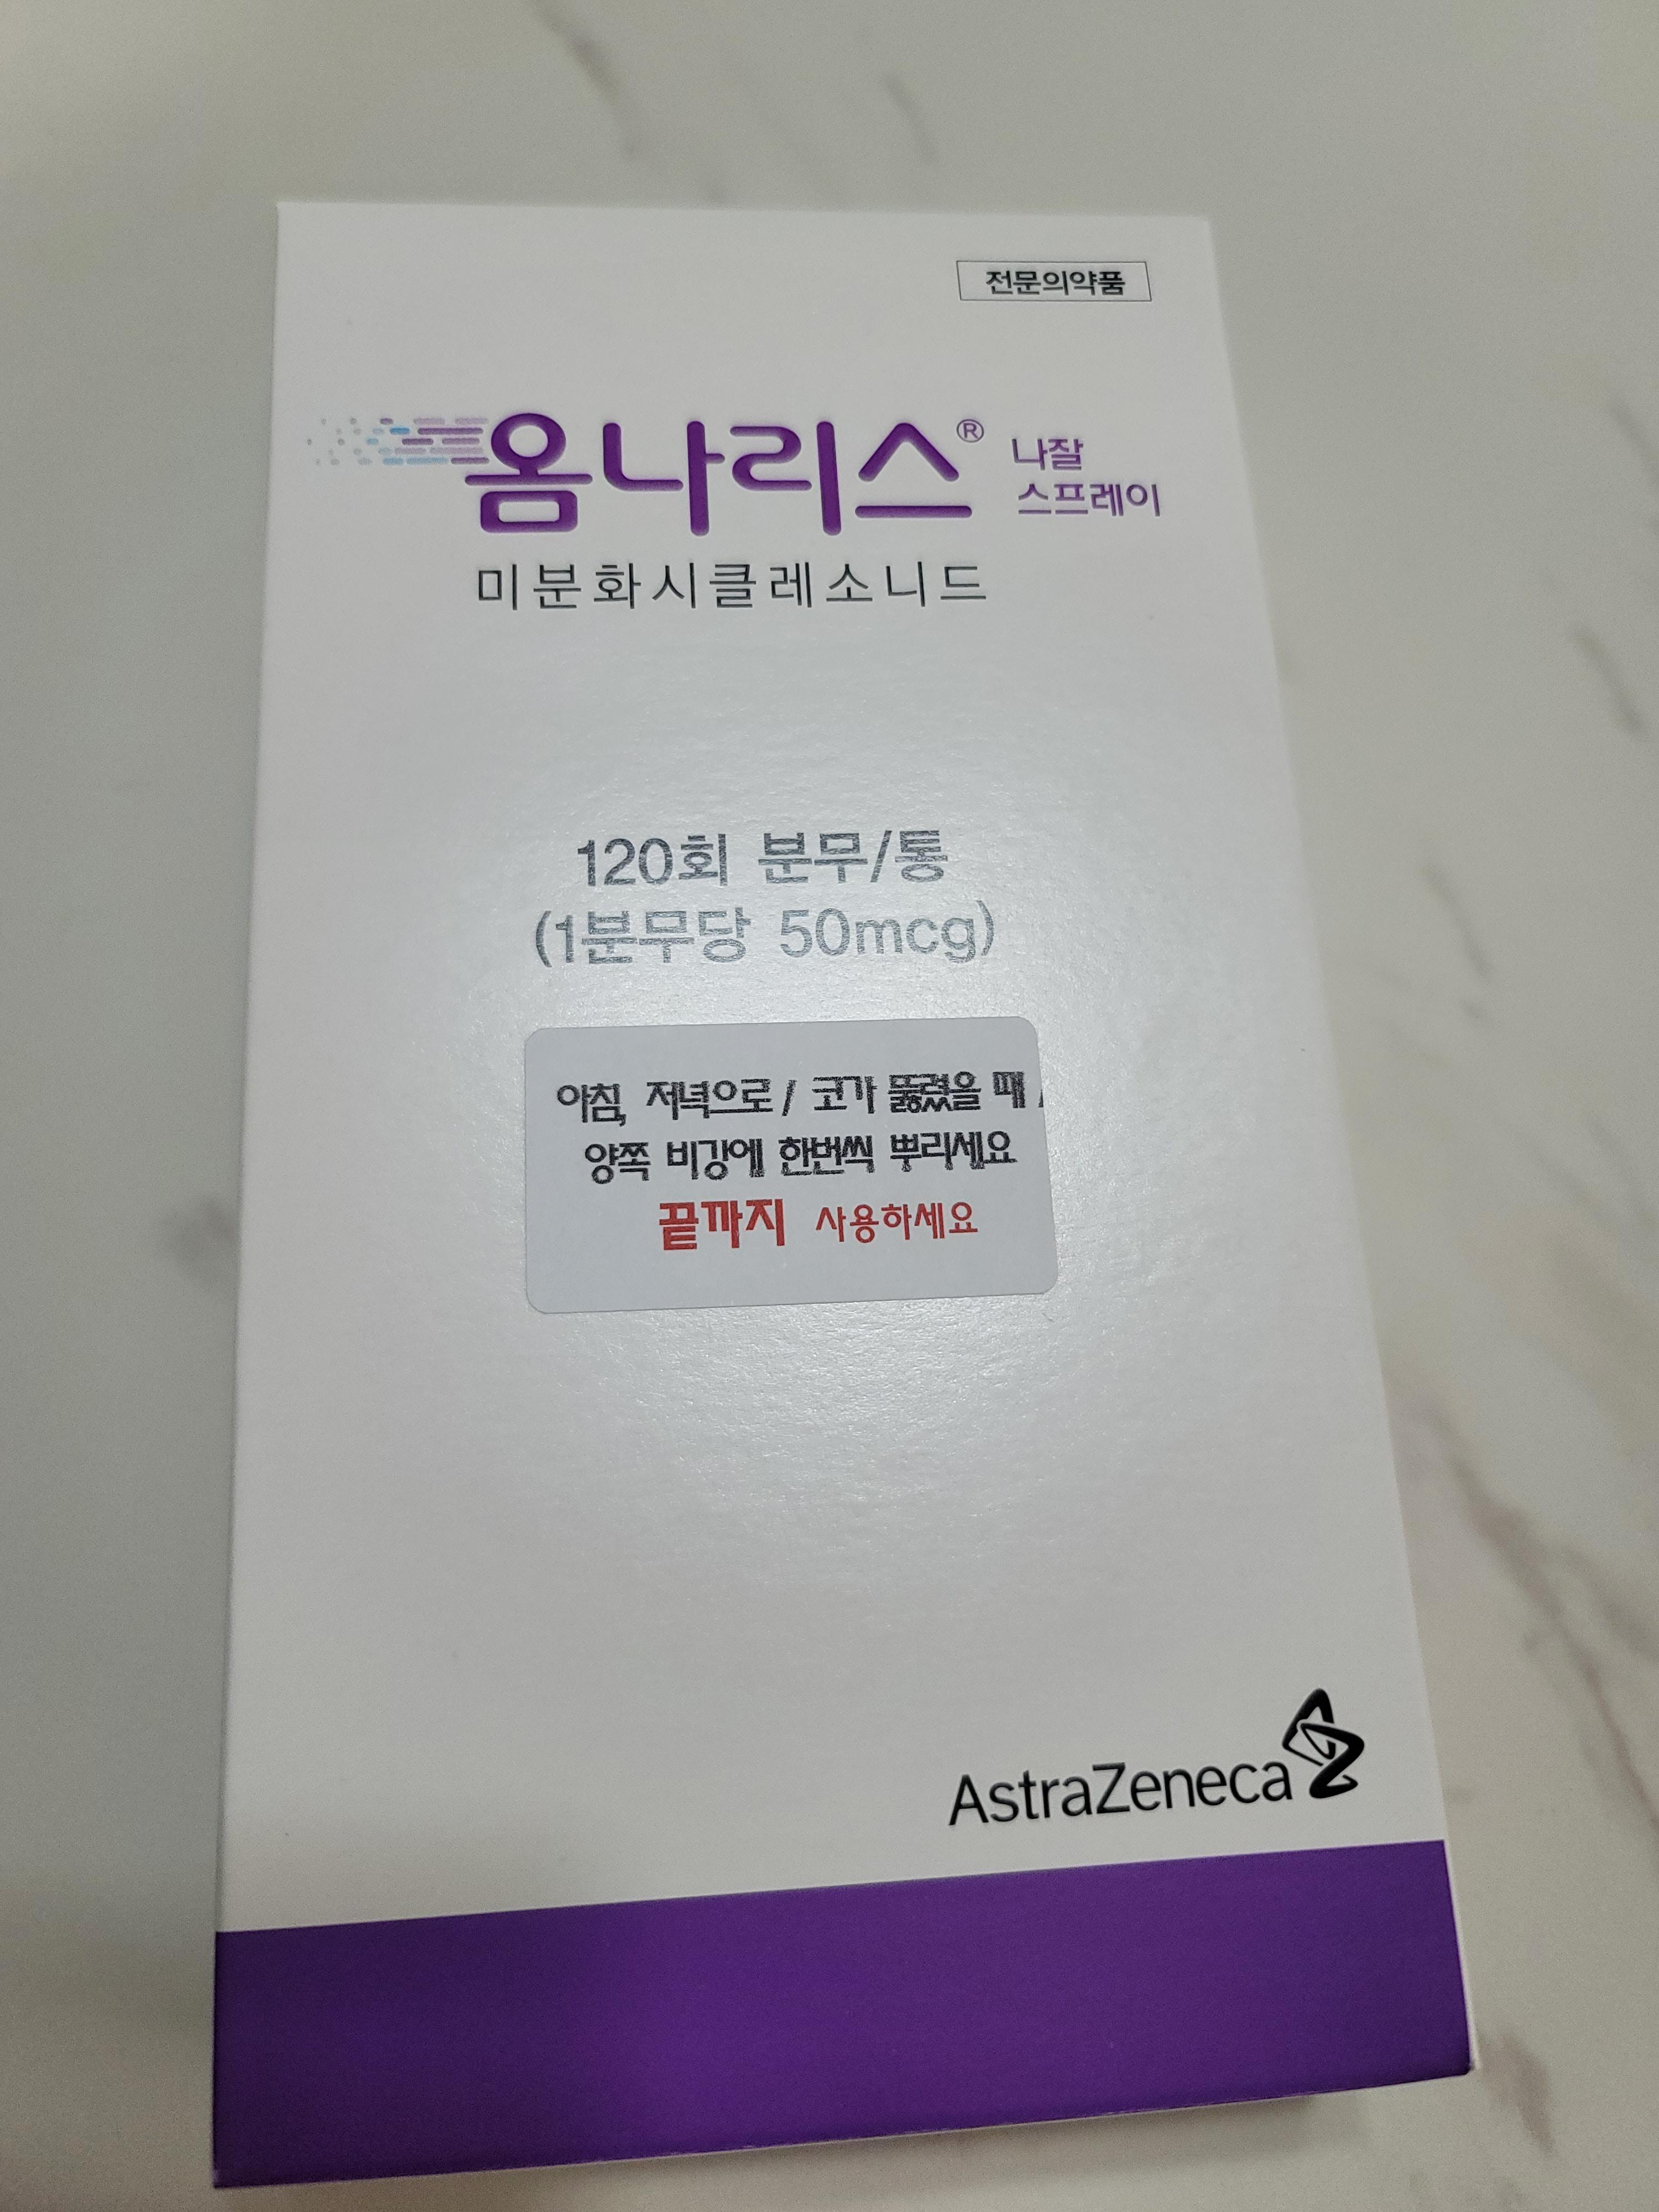 전문의약품
옴나리스® 나잘
스프레이
미분화시클레소니드
120회 분무/통
(1분무당 50mcg)
아침, 저녁으로 / 코가 뚫렸을 때 /
양쪽 비강에 한번씩 뿌리세요
끝까지 사용하세요
AstraZeneca